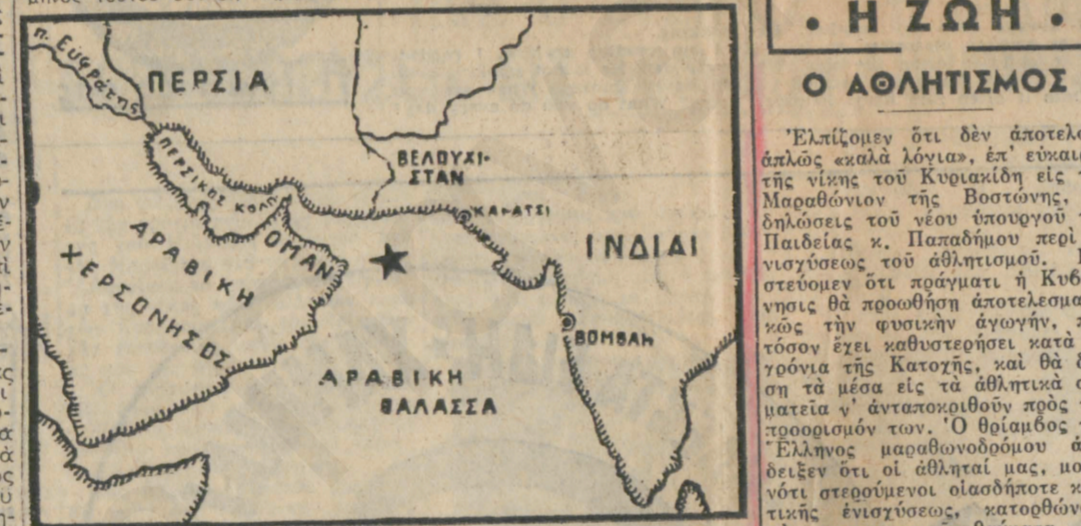 π. Εὐφράτης
ΠΕΡΣΙΑ
ΠΕΡΣΙΚΟΣ ΚΟΛΠ.
ΒΕΛΟΥΧΙ-
ΣΤΑΝ
ΚΑΡΑΤΣΙ
ΟΜΑΝ
ΙΝΔΙΑΙ
ΑΡΑΒΙΚΗ
ΧΕΡΣΟΝΗΣΟΣ
ΒΟΜΒΑΗ
ΑΡΑΒΙΚΗ
ΘΑΛΑΣΣΑ
• Η ΖΩΗ •
Ο ΑΘΛΗΤΙΣΜΟΣ
Ἐλπίζομεν ὅτι δὲν ἀποτελο
ἁπλῶς «καλὰ λόγια», ἐπ' εὐκαι
τῆς νίκης τοῦ Κυριακίδη εἰς
Μαραθώνιον τῆς Βοστώνης,
δηλώσεις τοῦ νέου ὑπουργοῦ
Παιδείας κ. Παπαδήμου περὶ
νισχύσεως τοῦ ἀθλητισμοῦ.
στεύομεν ὅτι πράγματι ἡ Κυβ
νησις θὰ προωθήση ἀποτελεσμα
κῶς τὴν φυσικὴν ἀγωγήν,
τόσον ἔχει καθυστερήσει κατὰ
χρόνια τῆς Κατοχῆς, καὶ θὰ δ
ση τὰ μέσα εἰς τὰ ἀθλητικὰ σ
ματεῖα ν' ἀνταποκριθοῦν πρὸς
προορισμόν των. Ὁ θρίαμβος
Ἕλληνος μαραθωνοδρόμου ἀ
δειξεν ὅτι οἱ ἀθληταί μας, μο
νότι στερούμενοι οἱασδήποτε κ
τικῆς ἐνισχύσεως, κατορθών